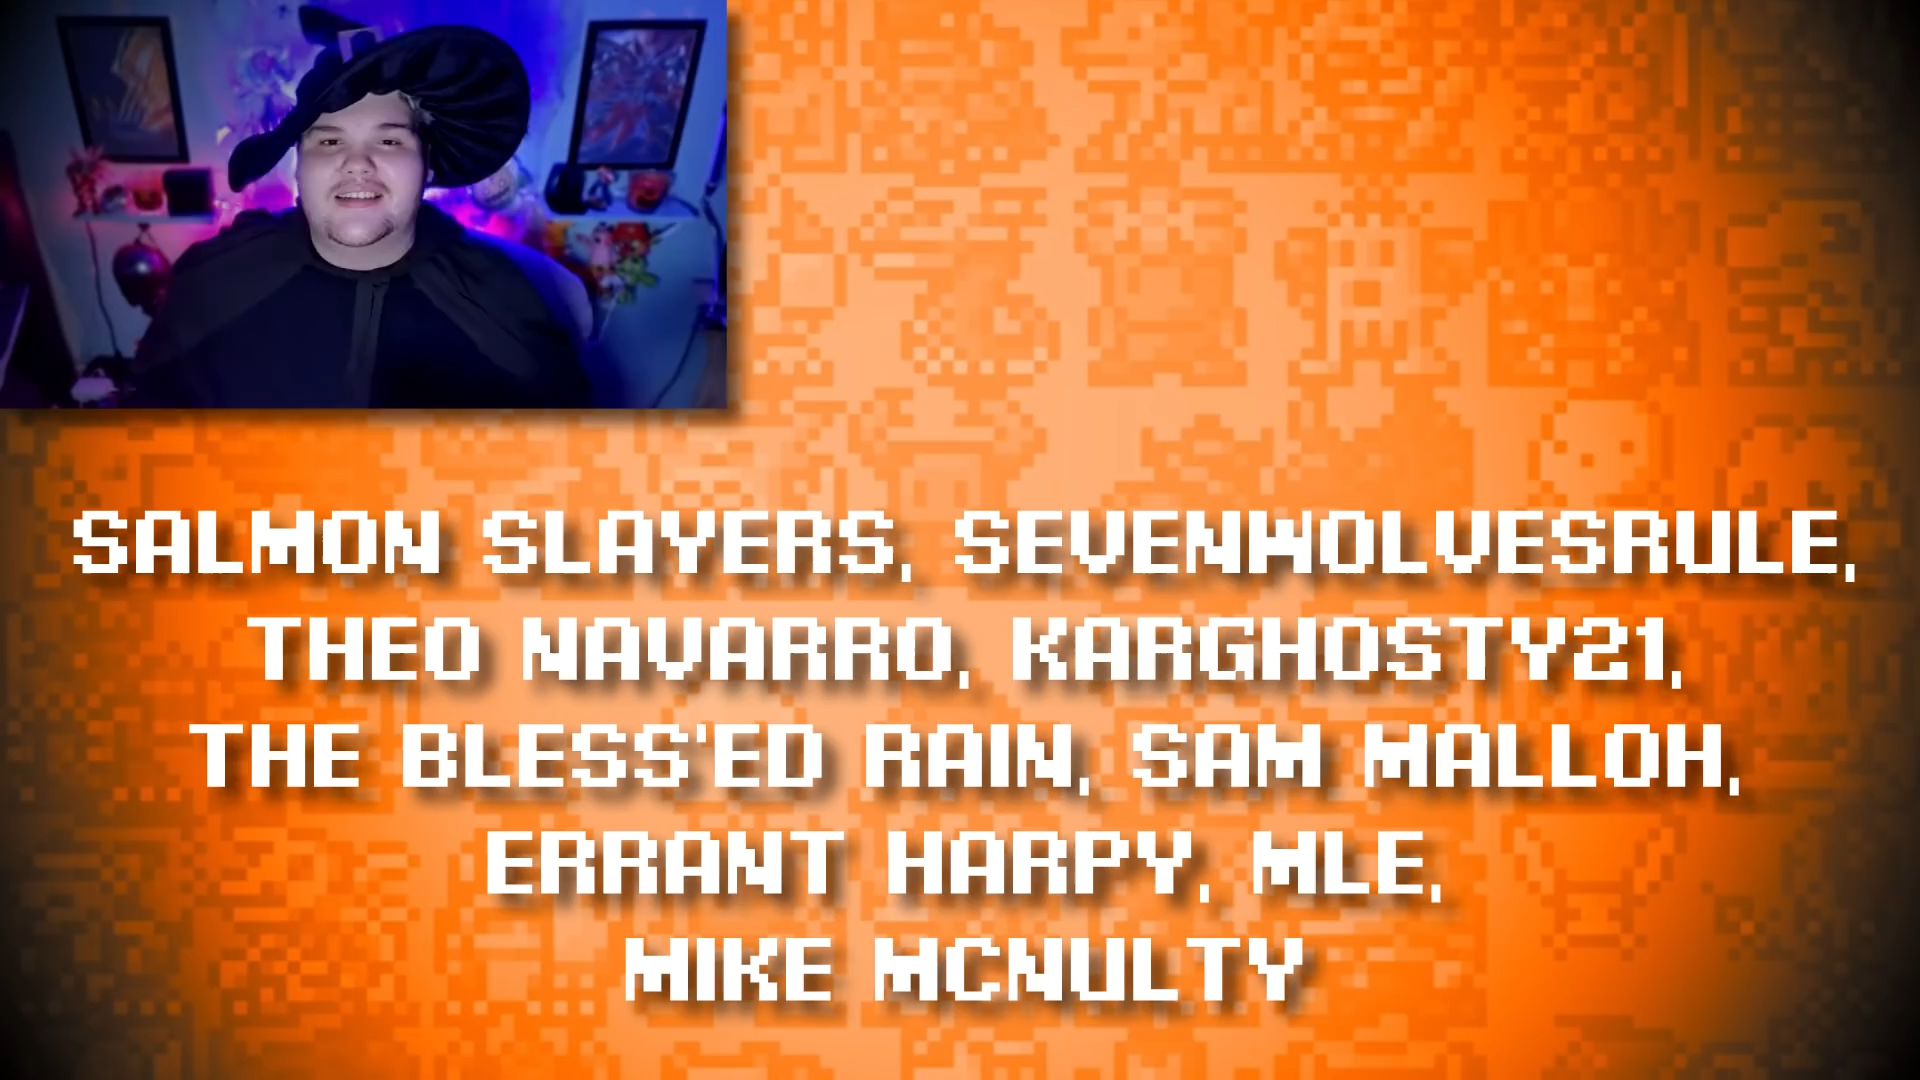 SALMON SLAYERS, SEVENWOLVESRULE,
THEO NAVARRO, KARGHOSTY21,
THE BLESS'ED RAIN, SAM MALLOH,
ERRANT HARPY, MLE,
MIKE MCNULTY